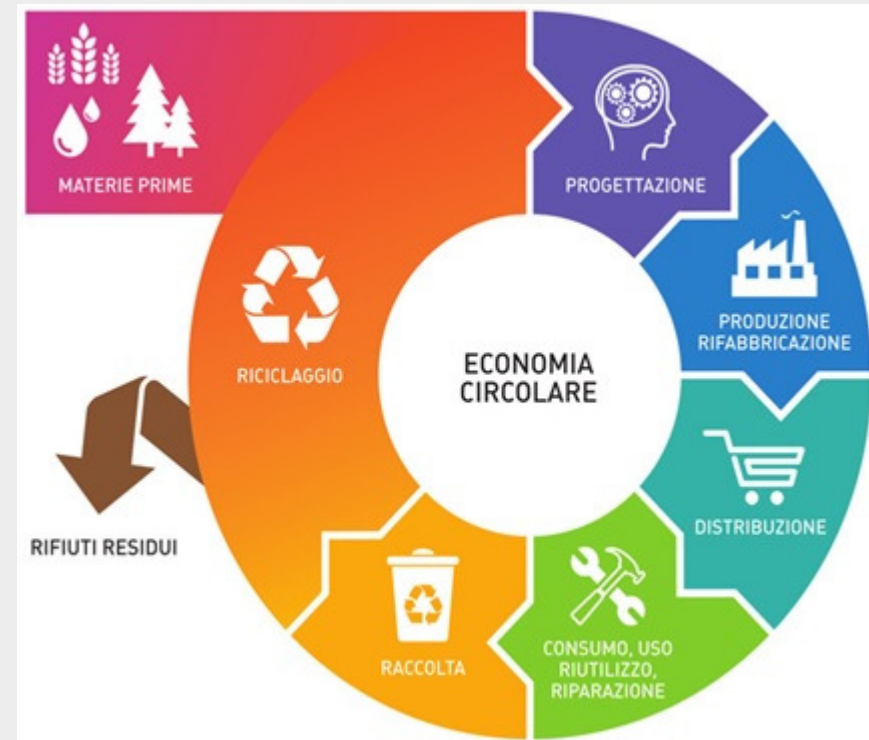 MATERIE PRIME
PROGETTAZIONE
PRODUZIONE
RIFABBRICAZIONE
DISTRIBUZIONE
CONSUMO, USO
RIUTILIZZO,
RIPARAZIONE
RACCOLTA
RICICLAGGIO
RIFIUTI RESIDUI
ECONOMIA
CIRCOLARE